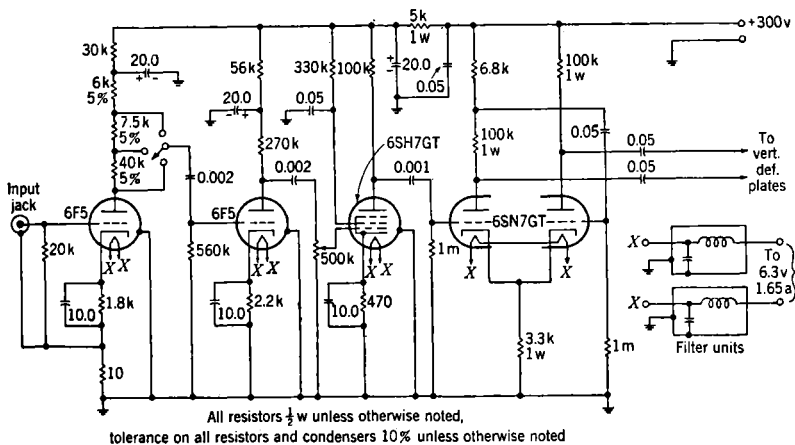 5k
1w
+300v
30k
20.0
6k
5%
56k
330k
100k
20.0
0.05
6.8k
100k
1w
20.0
0.05
7.5k
5%
270k
6SH7GT
100k
1w
0.05
0.05
0.05
To
vert.
def.
plates
40k
5%
0.002
0.002
0.001
Input
jack
6F5
6F5
6SN7GT
20k
560k
500k
1m
X X
X X
X X
X
X
X
To
6.3v
1.65a
X
Filter units
10.0
1.8k
10.0
2.2k
10.0
470
3.3k
1w
1m
10
All resistors ½ w unless otherwise noted,
tolerance on all resistors and condensers 10% unless otherwise noted